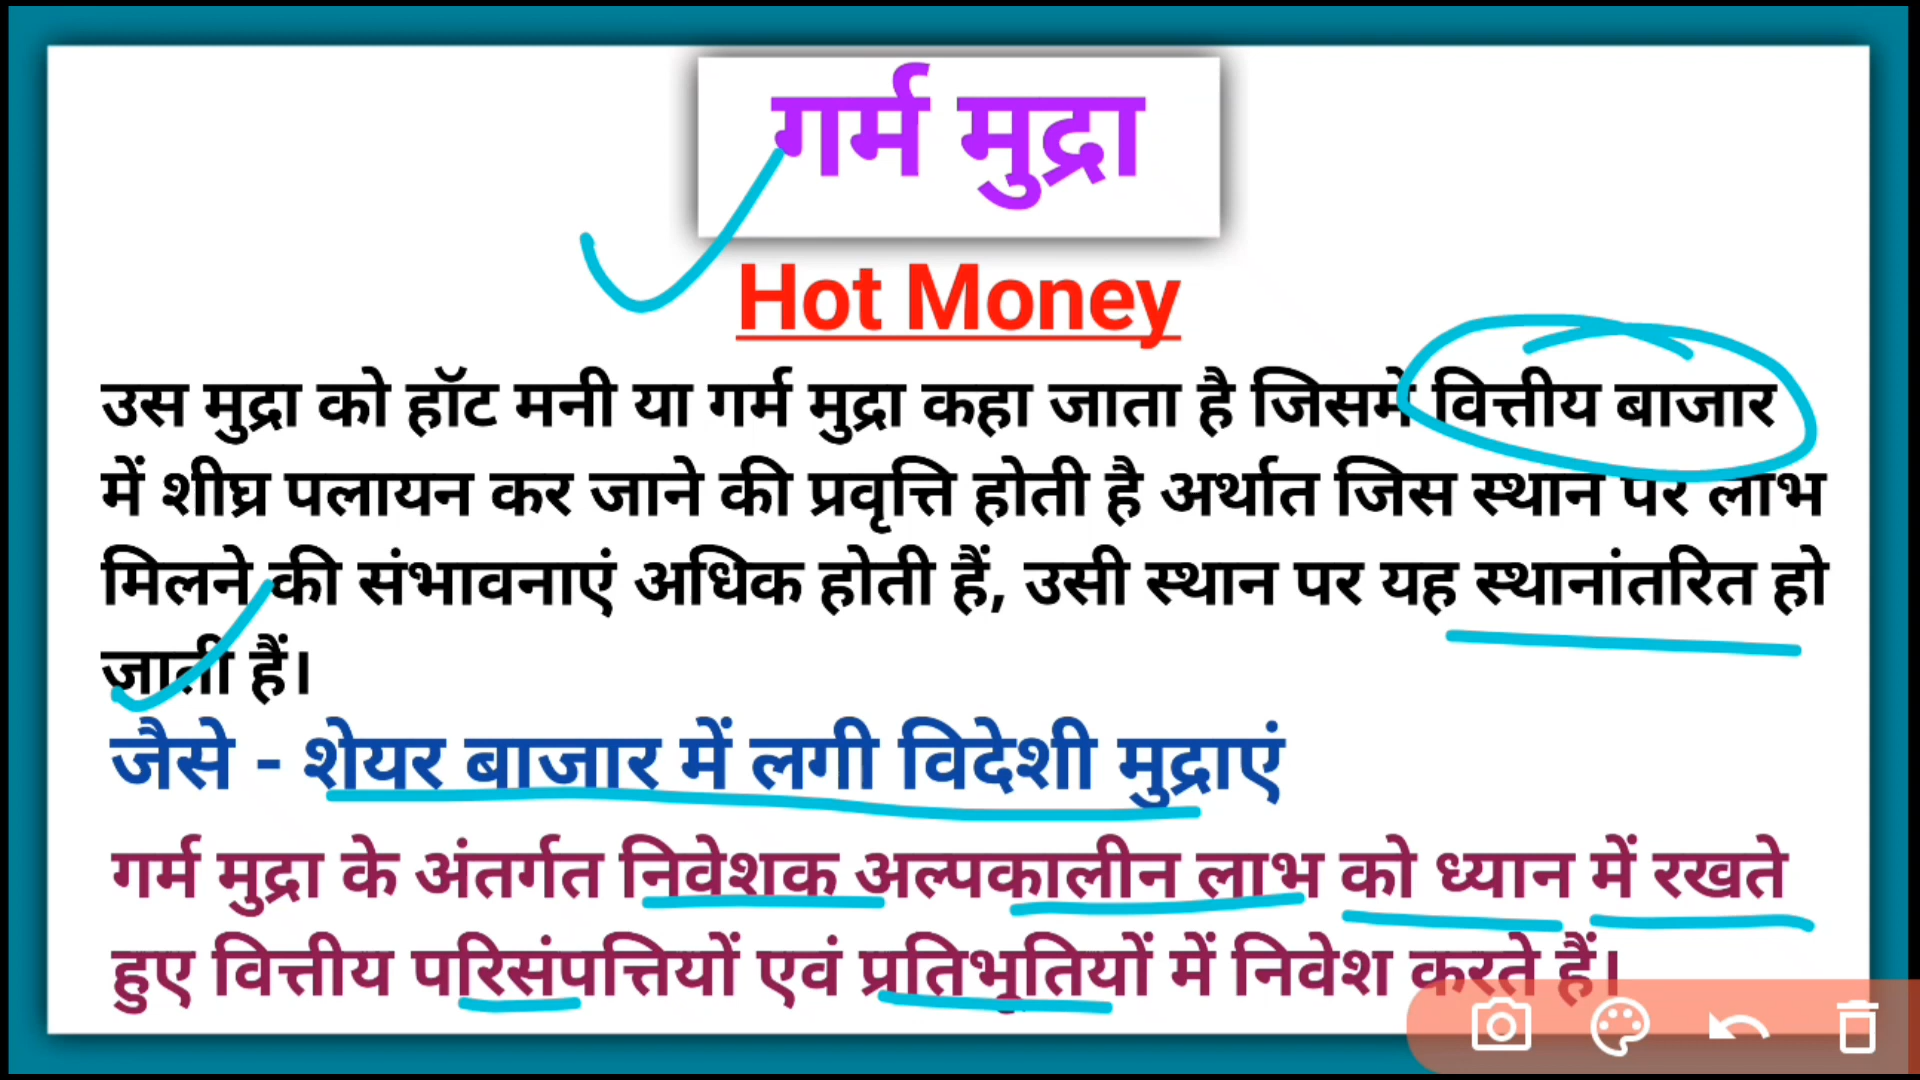 गर्म मुद्रा
Hot Money
उस मुद्रा को हॉट मनी या गर्म मुद्रा कहा जाता है जिसमें वित्तीय बाजार
में शीघ्र पलायन कर जाने की प्रवृत्ति होती है अर्थात जिस स्थान पर लाभ
मिलने की संभावनाएं अधिक होती हैं, उसी स्थान पर यह स्थानांतरित हो
जाती हैं।
जैसे - शेयर बाजार में लगी विदेशी मुद्राएं
गर्म मुद्रा के अंतर्गत निवेशक अल्पकालीन लाभ को ध्यान में रखते
हुए वित्तीय परिसंपत्तियों एवं प्रतिभूतियों में निवेश करते हैं।